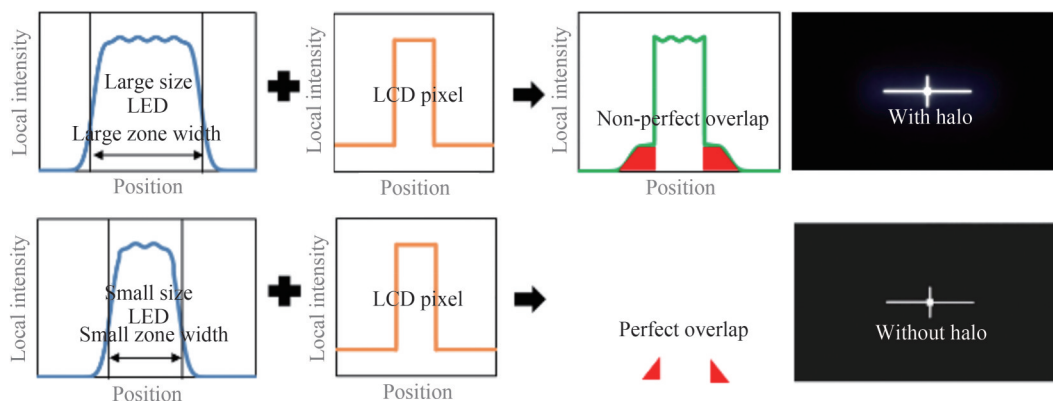 Local intensity
Large size
LED
Large zone width
Position
Local intensity
LCD pixel
Position
Local intensity
Non-perfect overlap
Position
With halo
Local intensity
Small size
LED
Small zone width
Position
Local intensity
LCD pixel
Position
Perfect overlap
Without halo